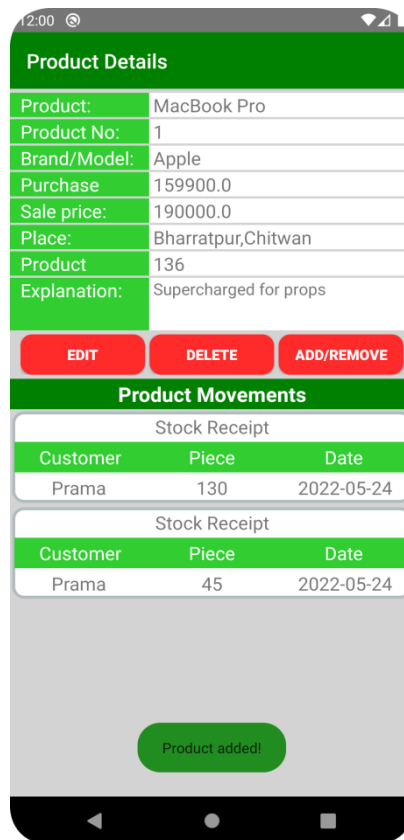 12:00
Product Details
Product: MacBook Pro
Product No: 1
Brand/Model: Apple
Purchase 159900.0
Sale price: 190000.0
Place: Bharratpur,Chitwan
Product 136
Explanation: Supercharged for props
EDIT DELETE ADD/REMOVE
Product Movements
Stock Receipt
Customer Piece Date
Prama 130 2022-05-24
Stock Receipt
Customer Piece Date
Prama 45 2022-05-24
Product added!